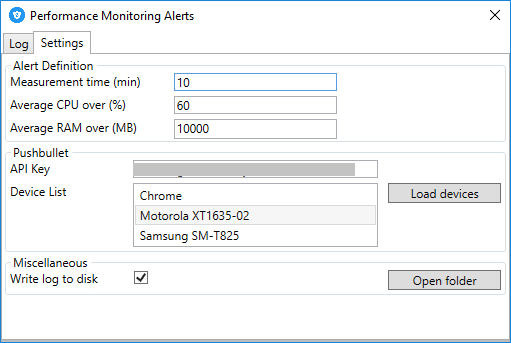 Performance Monitoring Alerts
Log Settings
Alert Definition
Measurement time (min) 10
Average CPU over (%) 60
Average RAM over (MB) 10000
Pushbullet
API Key
Device List
Chrome
Load devices
Motorola XT1635-02
Samsung SM-T825
Miscellaneous
Write log to disk
Open folder